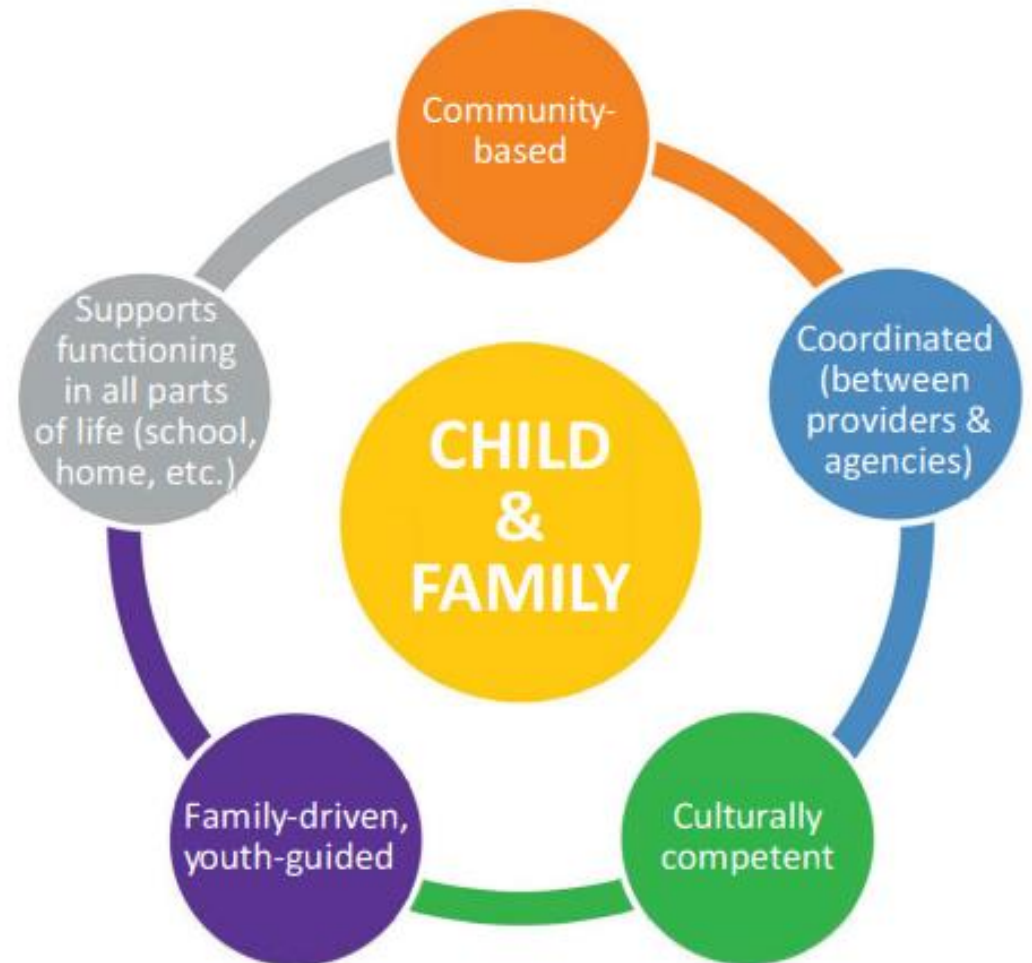 Community-
based
Coordinated
(between
providers &
agencies)
Culturally
competent
Family-driven,
youth-guided
Supports
functioning
in all parts
of life (school,
home, etc.)
CHILD
&
FAMILY